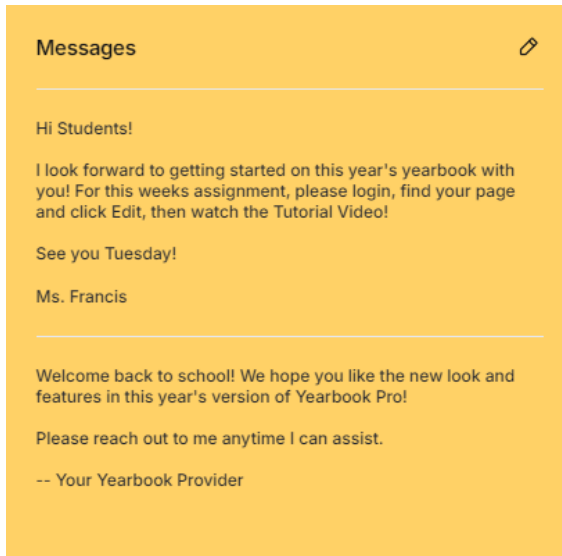 Messages
Hi Students!
I look forward to getting started on this year's yearbook with
you! For this weeks assignment, please login, find your page
and click Edit, then watch the Tutorial Video!
See you Tuesday!
Ms. Francis
Welcome back to school! We hope you like the new look and
features in this year's version of Yearbook Pro!
Please reach out to me anytime I can assist.
-- Your Yearbook Provider